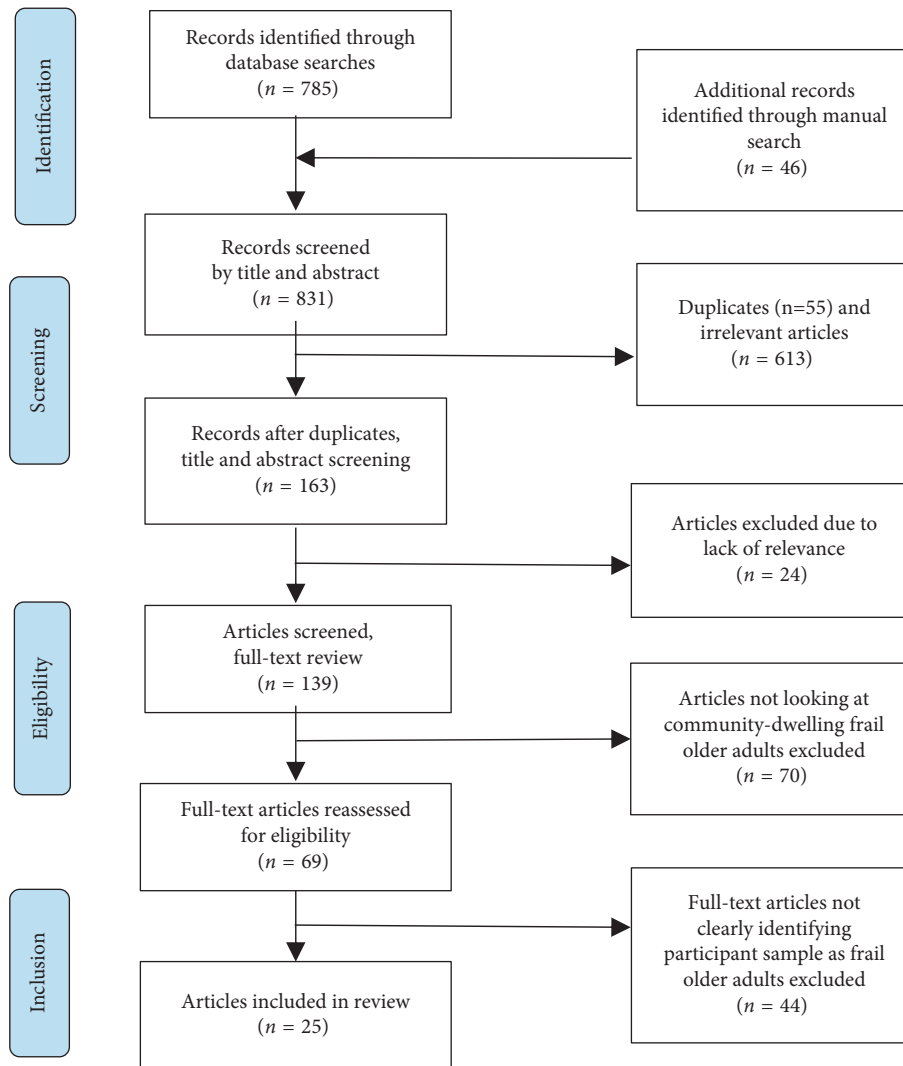 Identification
Records identified through
database searches
(n = 785)
Additional records
identified through manual
search
(n = 46)
Records screened
by title and abstract
(n = 831)
Screening
Duplicates (n=55) and
irrelevant articles
n = 613)
Records after duplicates,
title and abstract screening
(n = 163)
Articles excluded due to
lack of relevance
(n = 24)
Eligibility
Articles screened,
full-text review
(n = 139)
Articles not looking at
community-dwelling frail
older adults excluded
(n = 70)
Full-text articles reassessed
for eligibility
(n = 69)
Inclusion
Full-text articles not
clearly identifying
participant sample as frail
older adults excluded
(n = 44)
Articles included in review
(n = 25)